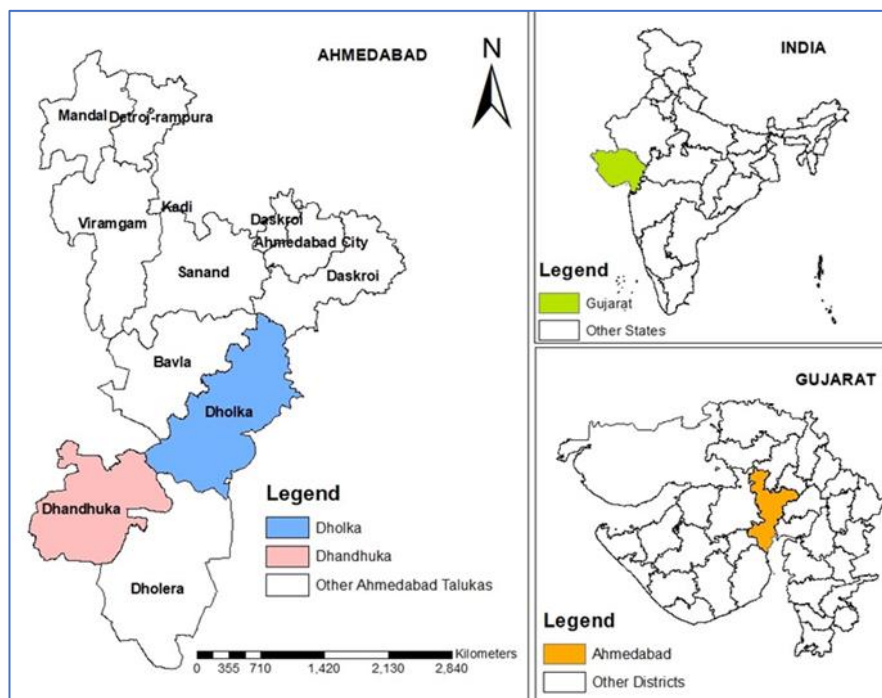 AHMEDABAD
N
Mandal
Detroj-rampura
Viramgam
Kadi
Daskroi
Ahmedabad City
Sanand
Daskroi
Bavla
Dholka
Dhandhuka
Dholera
Legend
Dholka
Dhandhuka
Other Ahmedabad Talukas
Kilometers
0 355 710 1,420 2,130 2,840
INDIA
Legend
Gujarat
Other States
GUJARAT
Legend
Ahmedabad
Other Districts